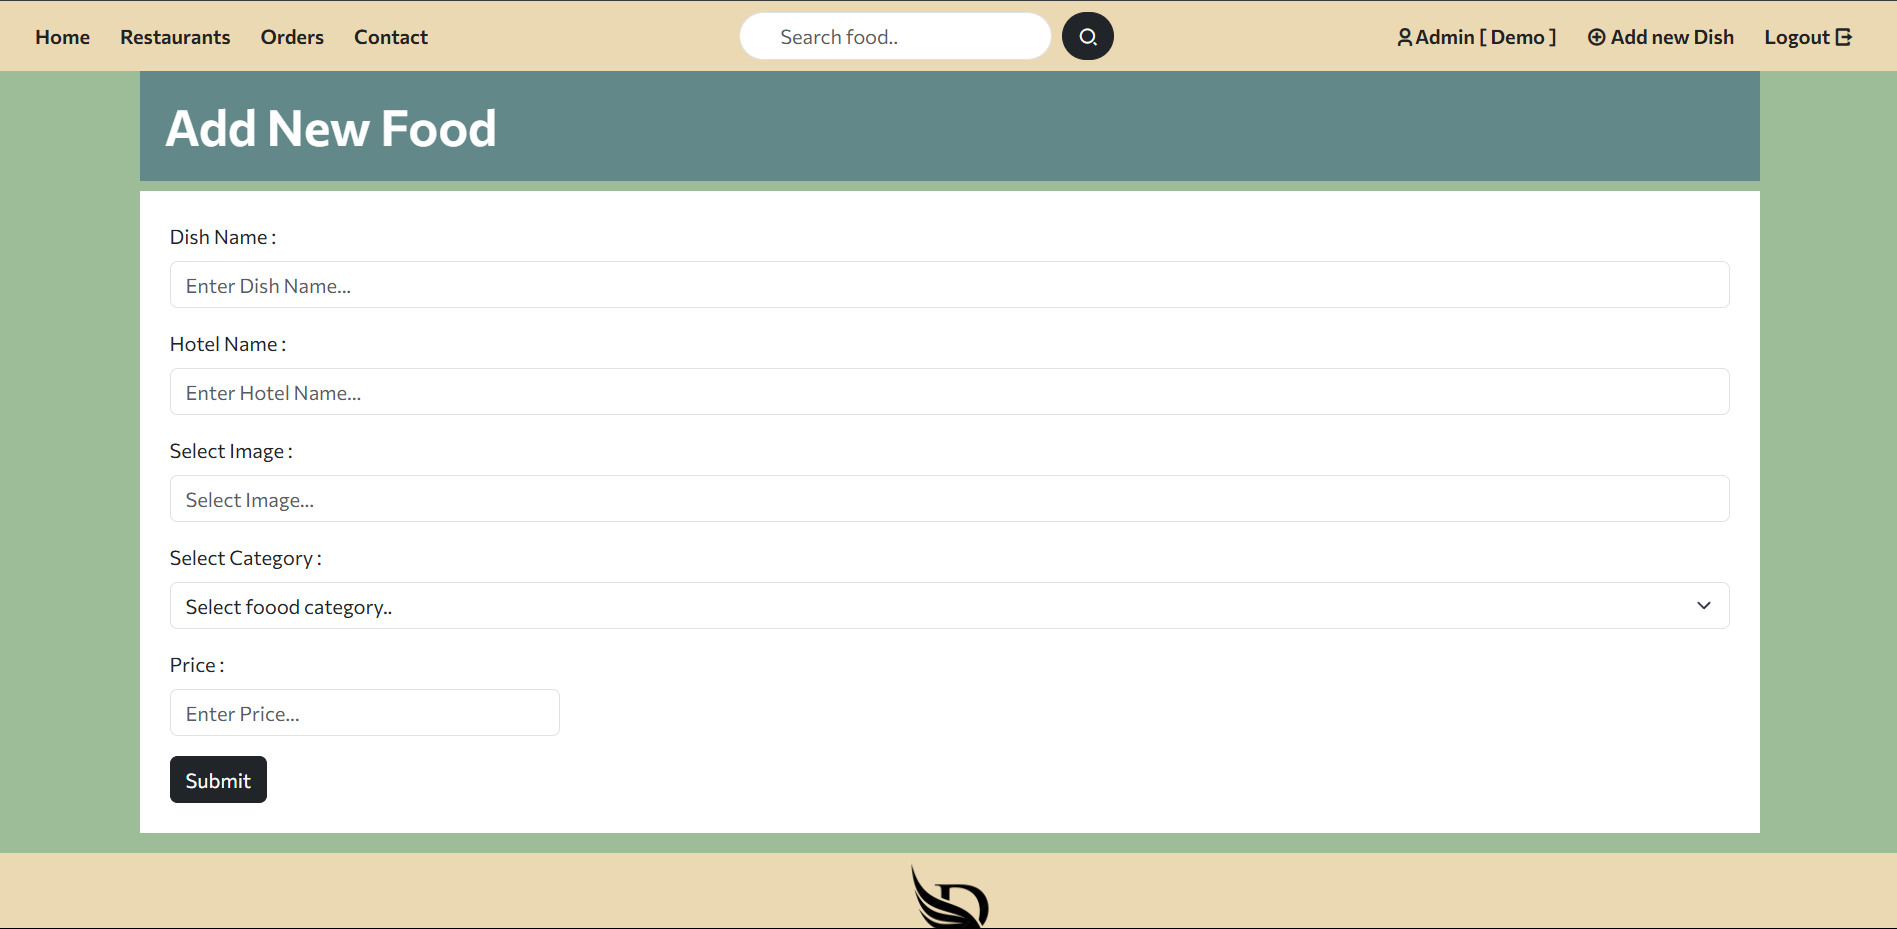 Home Restaurants Orders Contact Search food.. Admin [ Demo ] Add new Dish Logout
Add New Food
Dish Name :
Enter Dish Name...
Hotel Name :
Enter Hotel Name...
Select Image :
Select Image...
Select Category :
Select foood category..
Price :
Enter Price...
Submit
D